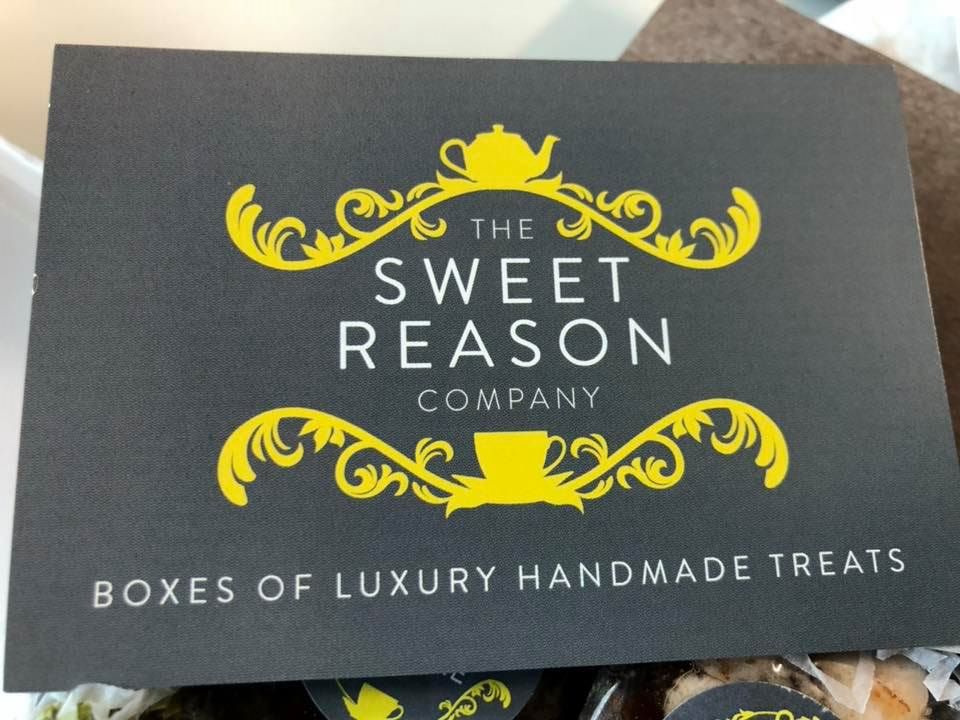 THE
SWEET
REASON
COMPANY
BOXES OF LUXURY HANDMADE TREATS